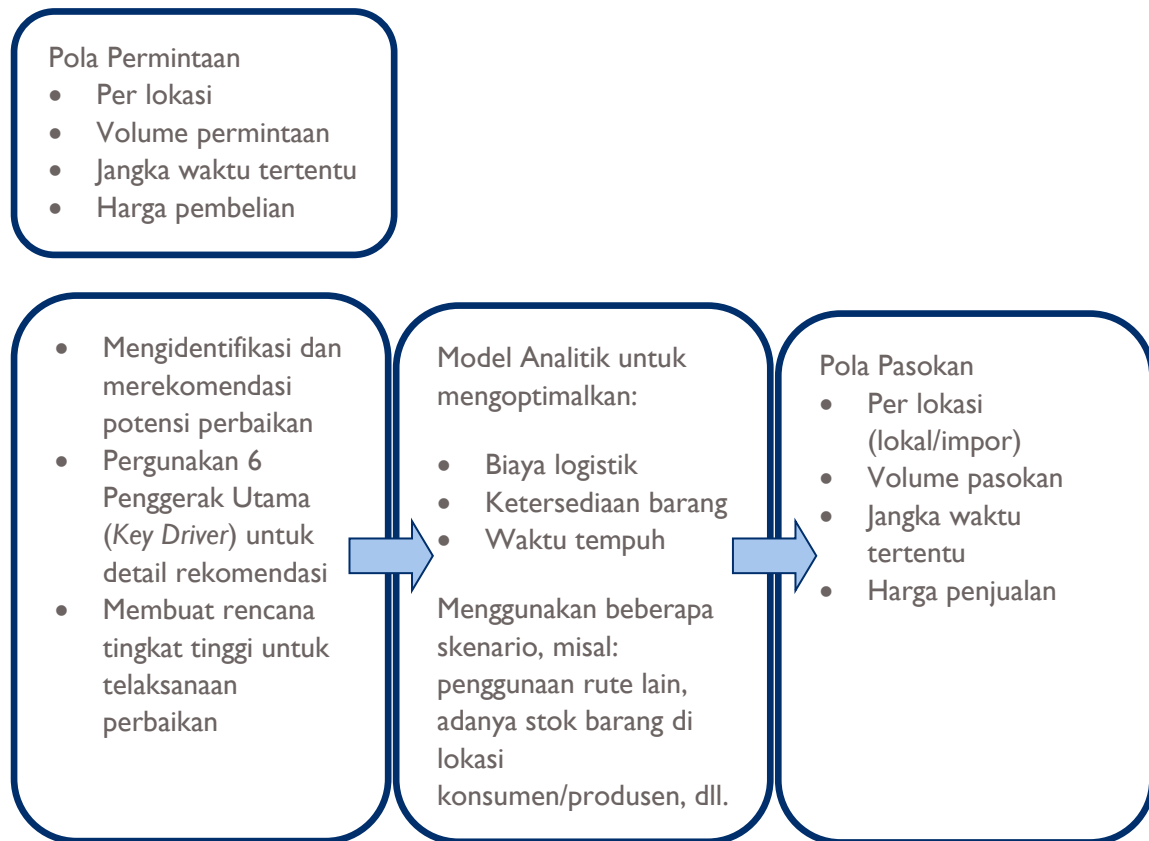 Pola Permintaan
• Per lokasi
• Volume permintaan
• Jangka waktu tertentu
• Harga pembelian
• Mengidentifikasi dan
merekomendasi
potensi perbaikan
• Pergunakan 6
Penggerak Utama
(Key Driver) untuk
detail rekomendasi
• Membuat rencana
tingkat tinggi untuk
telaksanaan
perbaikan
Model Analitik untuk
mengoptimalkan:
• Biaya logistik
• Ketersediaan barang
• Waktu tempuh
Menggunakan beberapa
skenario, misal:
penggunaan rute lain,
adanya stok barang di
lokasi
konsumen/produsen, dll.
Pola Pasokan
• Per lokasi
(lokal/impor)
• Volume pasokan
• Jangka waktu
tertentu
• Harga penjualan